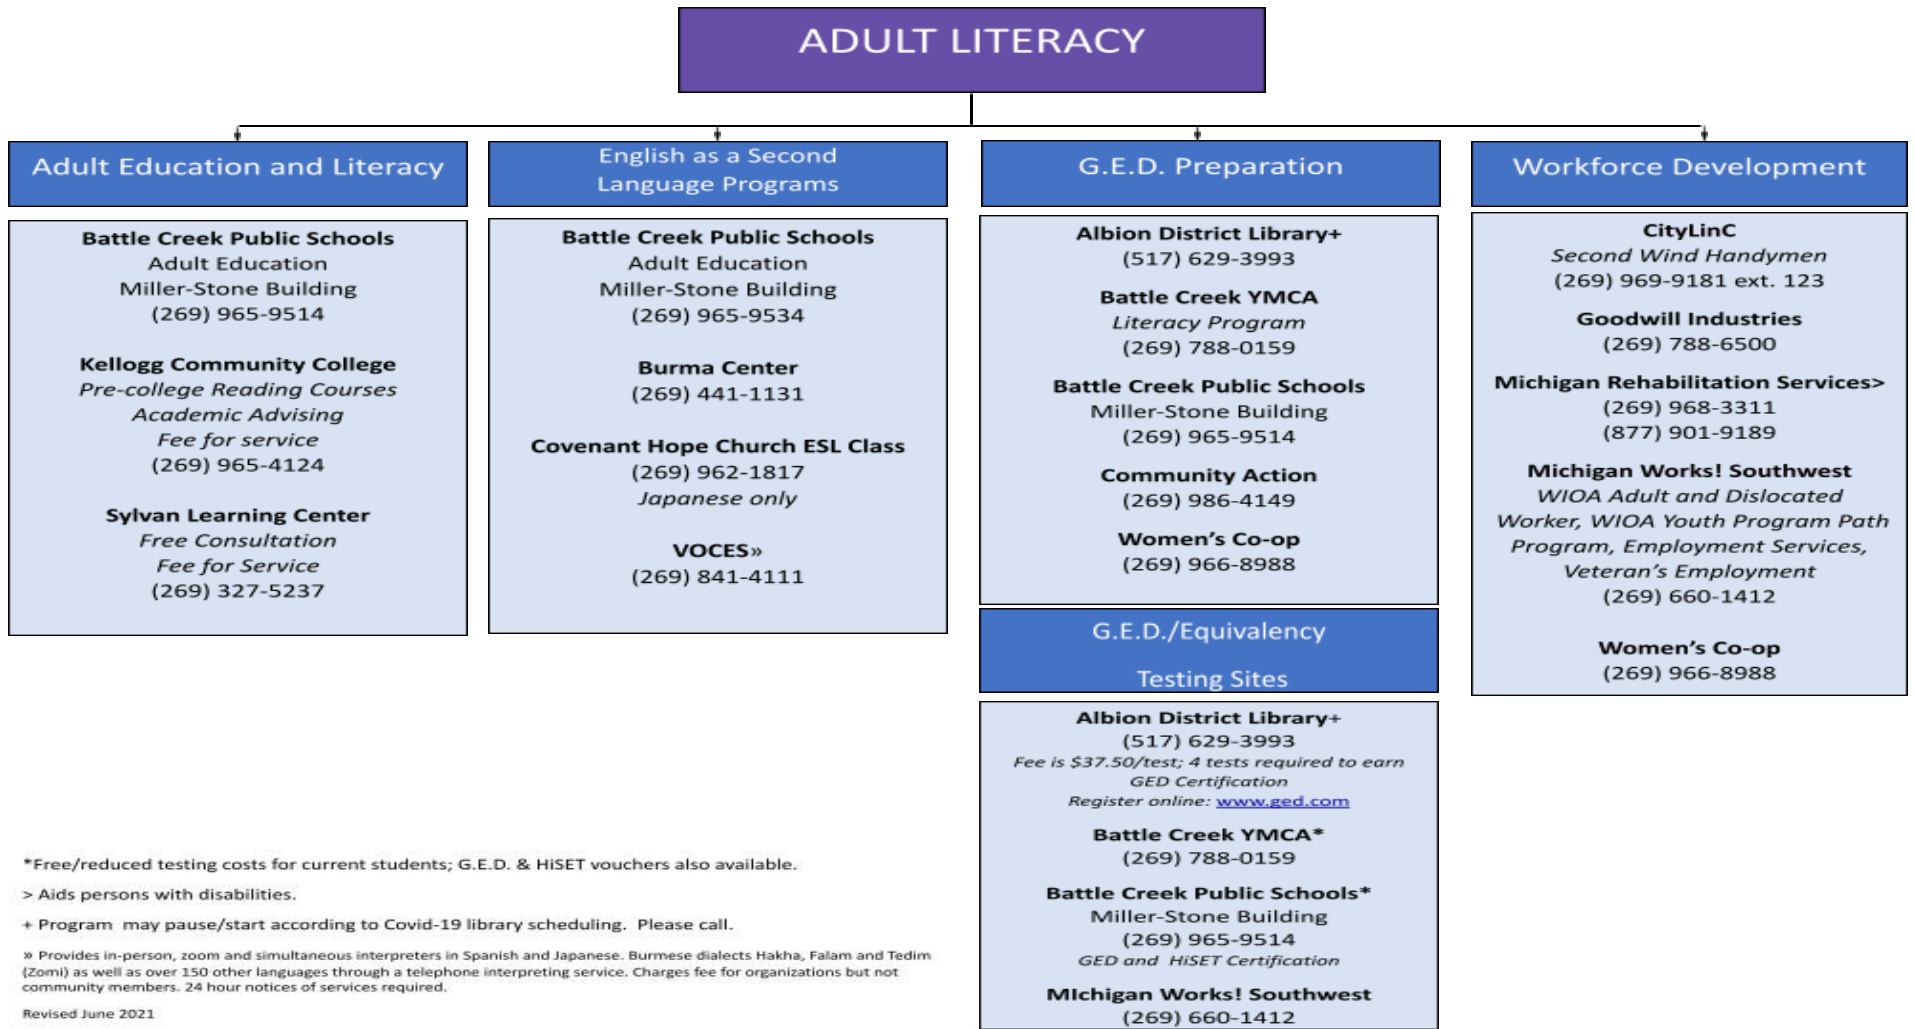 ADULT LITERACY
Adult Education and Literacy
Battle Creek Public Schools
Adult Education
Miller-Stone Building
(269) 965-9514
Kellogg Community College
Pre-college Reading Courses
Academic Advising
Fee for service
(269) 965-4124
Sylvan Learning Center
Free Consultation
Fee for Service
(269) 327-5237
English as a Second
Language Programs
Battle Creek Public Schools
Adult Education
Miller-Stone Building
(269) 965-9534
Burma Center
(269) 441-1131
Covenant Hope Church ESL Class
(269) 962-1817
Japanese only
VOCES»
(269) 841-4111
G.E.D. Preparation
Albion District Library+
(517) 629-3993
Battle Creek YMCA
Literacy Program
(269) 788-0159
Battle Creek Public Schools
Miller-Stone Building
(269) 965-9514
Community Action
(269) 986-4149
Women's Co-op
(269) 966-8988
G.E.D./Equivalency
Testing Sites
Albion District Library+
(517) 629-3993
Fee is $37.50/test; 4 tests required to earn
GED Certification
Register online: www.ged.com
Battle Creek YMCA*
(269) 788-0159
Battle Creek Public Schools*
Miller-Stone Building
(269) 965-9514
GED and HiSET Certification
MIchigan Works! Southwest
(269) 660-1412
Workforce Development
CityLinC
Second Wind Handymen
(269) 969-9181 ext. 123
Goodwill Industries
(269) 788-6500
Michigan Rehabilitation Services>
(269) 968-3311
(877) 901-9189
Michigan Works! Southwest
WIOA Adult and Dislocated
Worker, WIOA Youth Program Path
Program, Employment Services,
Veteran's Employment
(269) 660-1412
Women's Co-op
(269) 966-8988
*Free/reduced testing costs for current students; G.E.D. & HiSET vouchers also available.
> Aids persons with disabilities.
+ Program may pause/start according to Covid-19 library scheduling. Please call.
» Provides in-person, zoom and simultaneous interpreters in Spanish and Japanese. Burmese dialects Hakha, Falam and Tedim
(Zomi) as well as over 150 other languages through a telephone interpreting service. Charges fee for organizations but not
community members. 24 hour notices of services required.
Revised June 2021